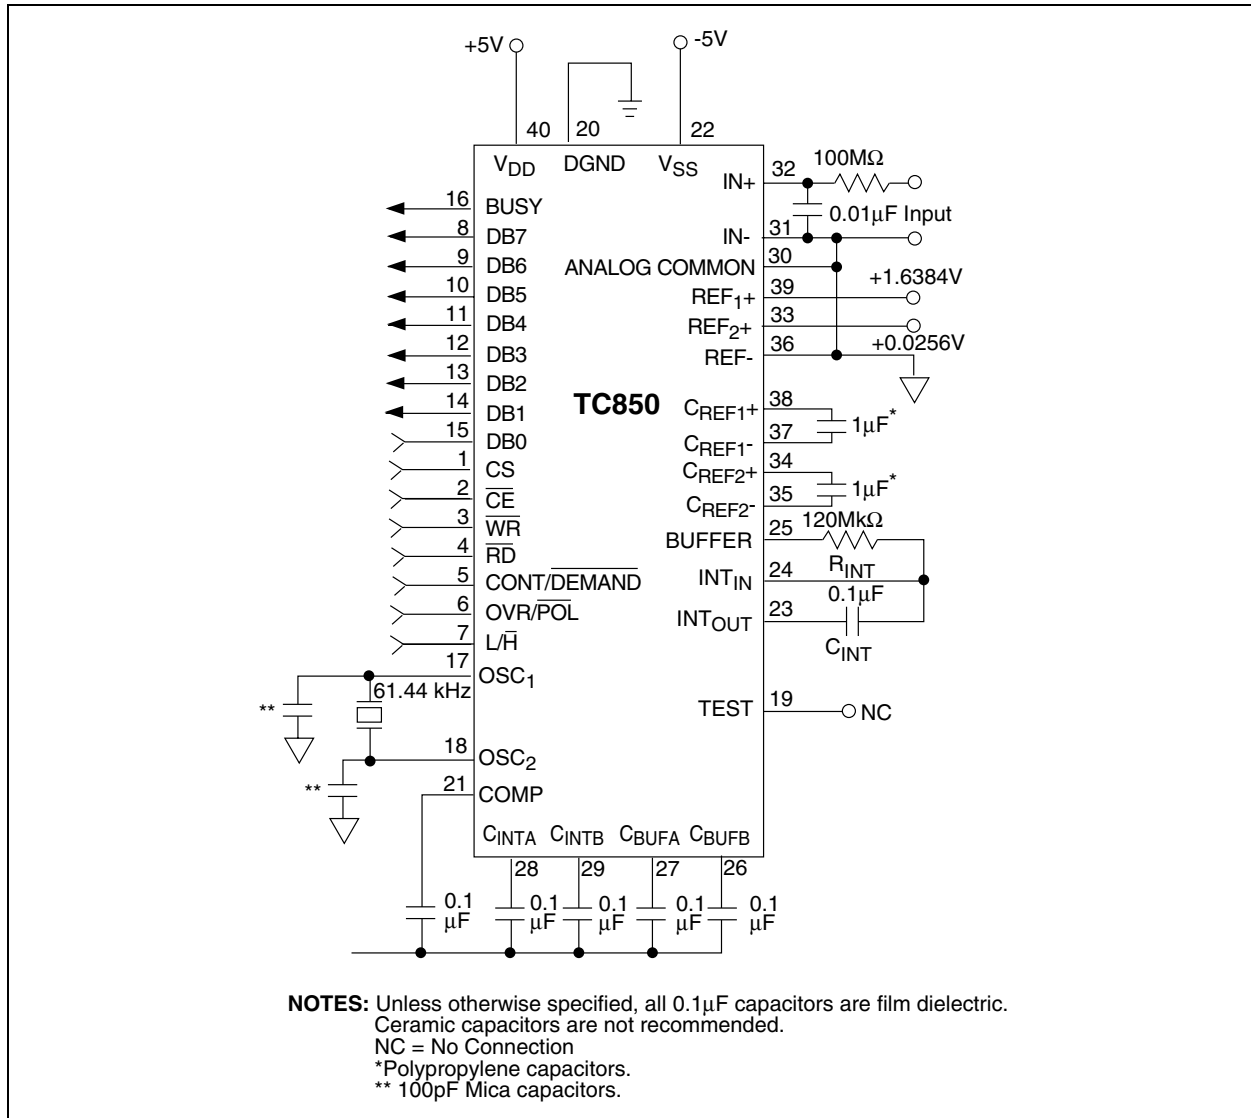 +5V
-5V
40
20
22
V_DD
DGND
V_SS
16
BUSY
8
DB7
9
DB6
10
DB5
11
DB4
12
DB3
13
DB2
14
DB1
15
DB0
1
CS
2
C̅E̅
3
W̅R̅
4
R̅D̅
5
CONT/D̅E̅M̅A̅N̅D̅
6
OVR/P̅O̅L̅
7
L/H̅
17
OSC1
61.44 kHz
**
18
OSC2
**
21
COMP
TC850
IN+
32
100MΩ
0.01µF Input
IN-
31
ANALOG COMMON
30
REF1+
39
+1.6384V
REF2+
33
+0.0256V
REF-
36
CREF1+
38
1µF*
CREF1-
37
CREF2+
34
1µF*
CREF2-
35
BUFFER
25
120MkΩ
RINT
INTIN
24
0.1µF
INTOUT
23
CINT
TEST
19
NC
CINTA
CINTB
CBUFA
CBUFB
28
29
27
26
0.1
µF
0.1
µF
0.1
µF
0.1
µF
0.1
µF
NOTES: Unless otherwise specified, all 0.1µF capacitors are film dielectric.
Ceramic capacitors are not recommended.
NC = No Connection
*Polypropylene capacitors.
** 100pF Mica capacitors.